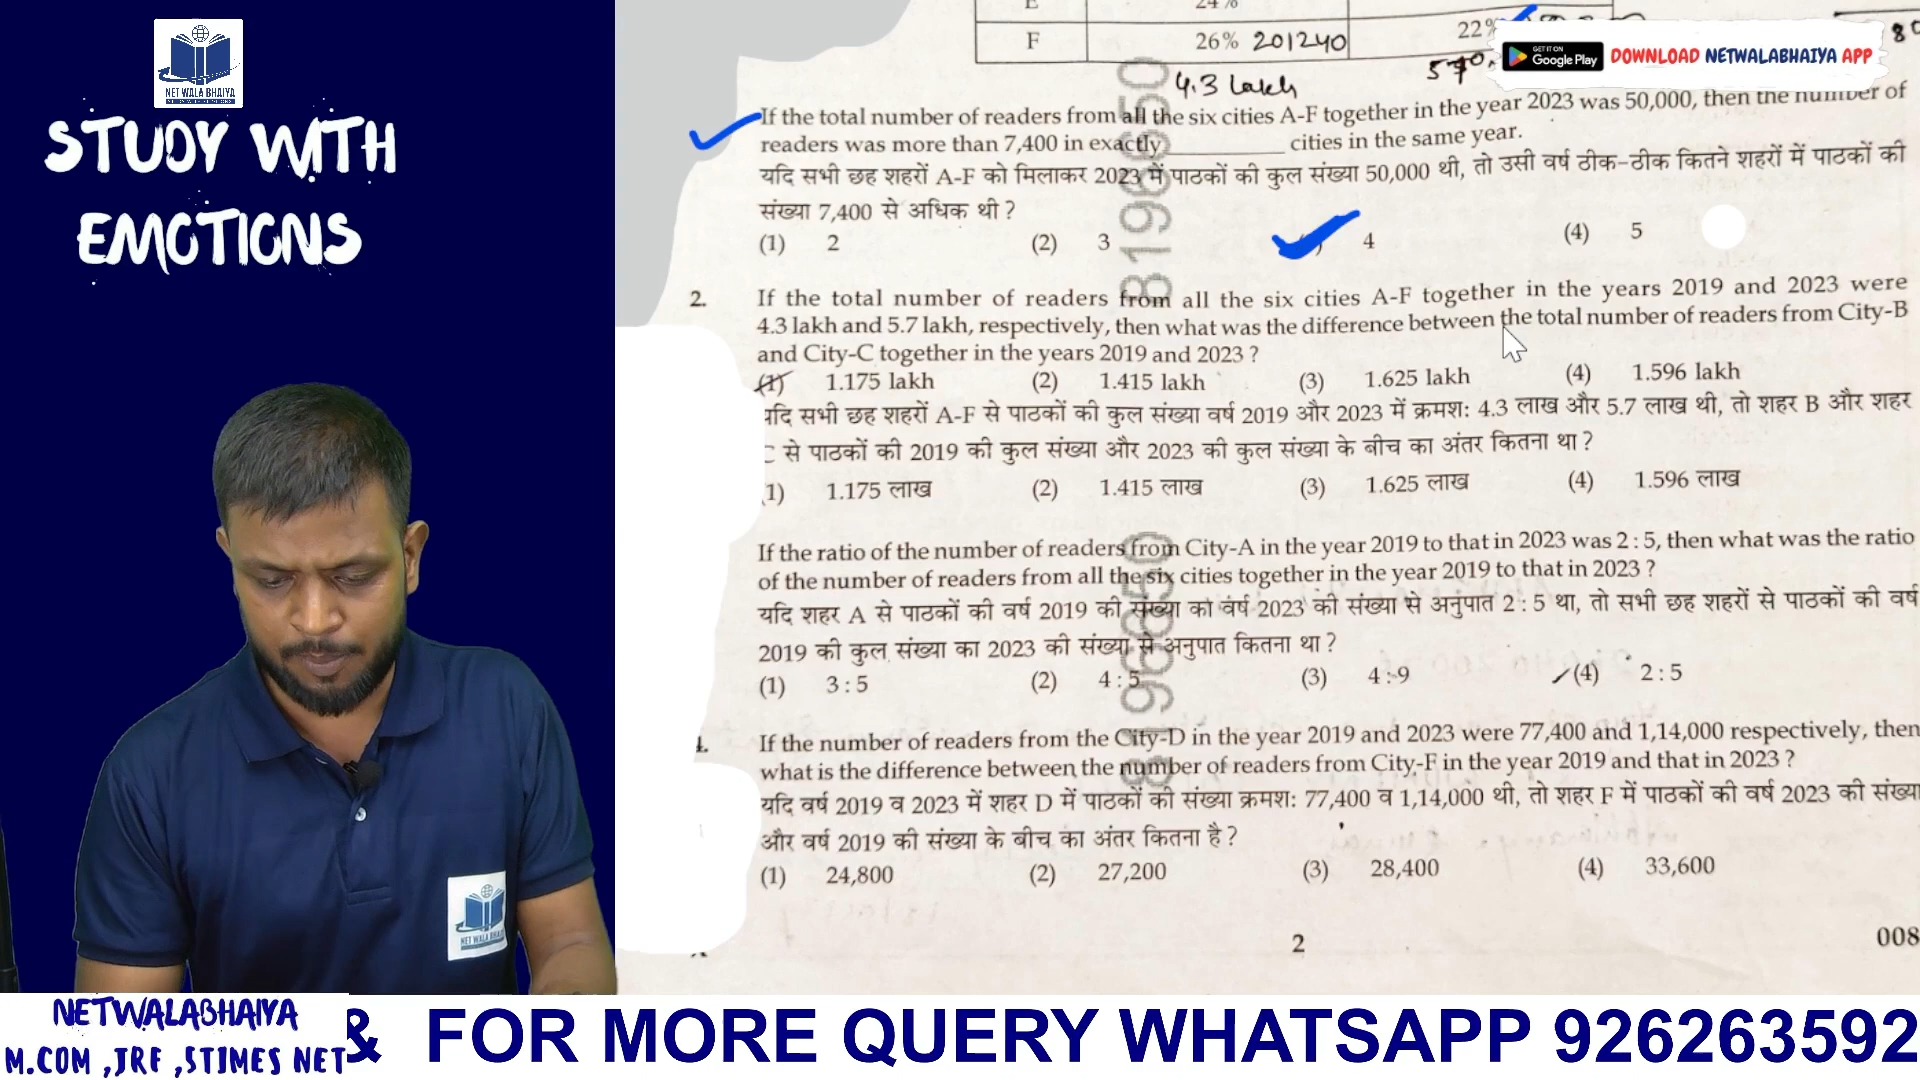 NET WALA BHAIYA
STUDY WITH
EMOTIONS
24%
F 26% 201240 22%
4.3 lakh
GET IT ON
Google Play
DOWNLOAD NETWALABHAIYA APP
If the total number of readers from all the six cities A-F together in the year 2023 was 50,000, then the number of
readers was more than 7,400 in exactly __________ cities in the same year.
यदि सभी छह शहरों A-F को मिलाकर 2023 में पाठकों की कुल संख्या 50,000 थी, तो उसी वर्ष ठीक-ठीक कितने शहरों में पाठकों की
संख्या 7,400 से अधिक थी ?
(1) 2 (2) 3 4 (4) 5
2. If the total number of readers from all the six cities A-F together in the years 2019 and 2023 were
4.3 lakh and 5.7 lakh, respectively, then what was the difference between the total number of readers from City-B
and City-C together in the years 2019 and 2023 ?
(1) 1.175 lakh (2) 1.415 lakh (3) 1.625 lakh (4) 1.596 lakh
यदि सभी छह शहरों A-F से पाठकों की कुल संख्या वर्ष 2019 और 2023 में क्रमश: 4.3 लाख और 5.7 लाख थी, तो शहर B और शहर
C से पाठकों की 2019 की कुल संख्या और 2023 की कुल संख्या के बीच का अंतर कितना था ?
1) 1.175 लाख (2) 1.415 लाख (3) 1.625 लाख (4) 1.596 लाख
If the ratio of the number of readers from City-A in the year 2019 to that in 2023 was 2 : 5, then what was the ratio
of the number of readers from all the six cities together in the year 2019 to that in 2023 ?
यदि शहर A से पाठकों की वर्ष 2019 की संख्या का वर्ष 2023 की संख्या से अनुपात 2 : 5 था, तो सभी छह शहरों से पाठकों की वर्ष
2019 की कुल संख्या का 2023 की संख्या से अनुपात कितना था ?
(1) 3 : 5 (2) 4 : 5 (3) 4 : 9 (4) 2 : 5
4. If the number of readers from the City-D in the year 2019 and 2023 were 77,400 and 1,14,000 respectively, then
what is the difference between the number of readers from City-F in the year 2019 and that in 2023 ?
यदि वर्ष 2019 व 2023 में शहर D में पाठकों की संख्या क्रमश: 77,400 व 1,14,000 थी, तो शहर F में पाठकों की वर्ष 2023 की संख्या
और वर्ष 2019 की संख्या के बीच का अंतर कितना है ?
(1) 24,800 (2) 27,200 (3) 28,400 (4) 33,600
2
008
8196650
8196650
NET WALA BHAIYA
NETWALABHAIYA
M.COM ,JRF ,5TIMES NET
& FOR MORE QUERY WHATSAPP 926263592